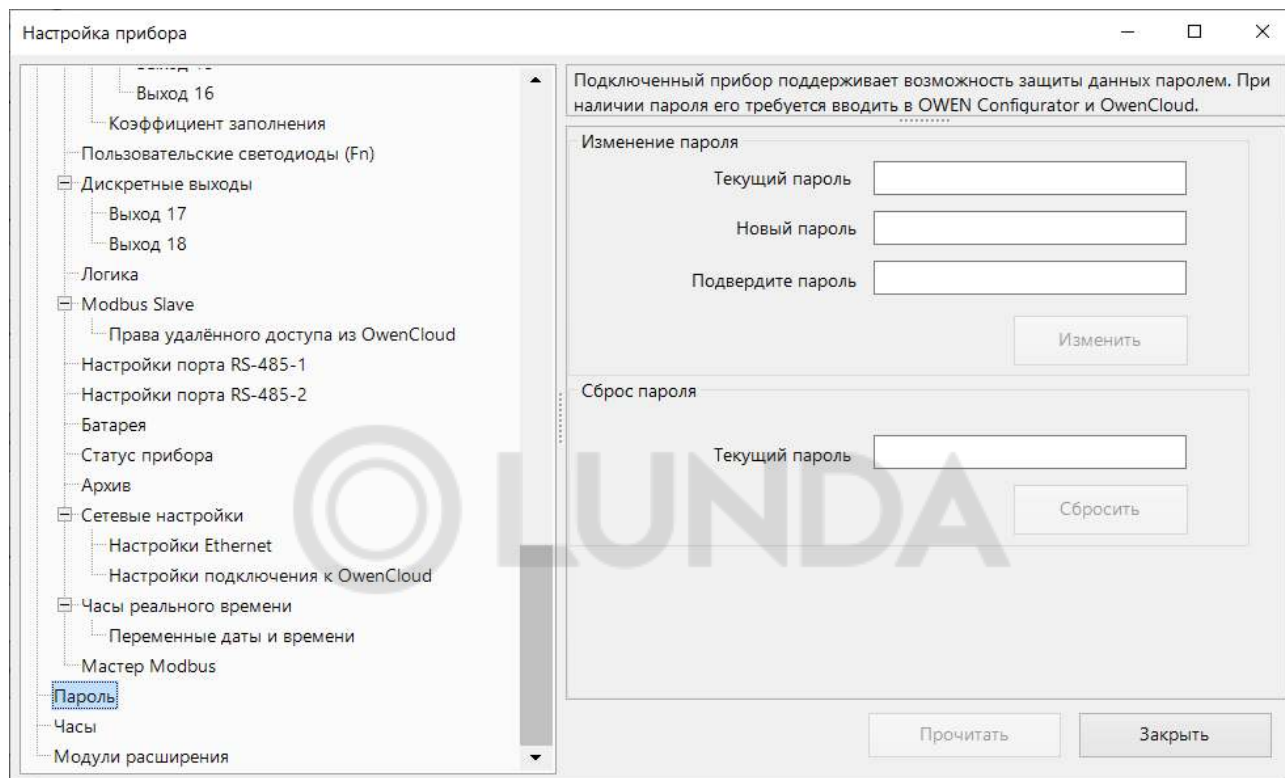 Настройка прибора
Выход 16
Коэффициент заполнения
Пользовательские светодиоды (Fn)
Дискретные выходы
Выход 17
Выход 18
Логика
Modbus Slave
Права удалённого доступа из OwenCloud
Настройки порта RS-485-1
Настройки порта RS-485-2
Батарея
Статус прибора
Архив
Сетевые настройки
Настройки Ethernet
Настройки подключения к OwenCloud
Часы реального времени
Переменные даты и времени
Мастер Modbus
Пароль
Часы
Модули расширения
Подключенный прибор поддерживает возможность защиты данных паролем. При
наличии пароля его требуется вводить в OWEN Configurator и OwenCloud.
Изменение пароля
Текущий пароль
Новый пароль
Подвердите пароль
Изменить
Сброс пароля
Текущий пароль
Сбросить
Прочитать
Закрыть
LUNDA